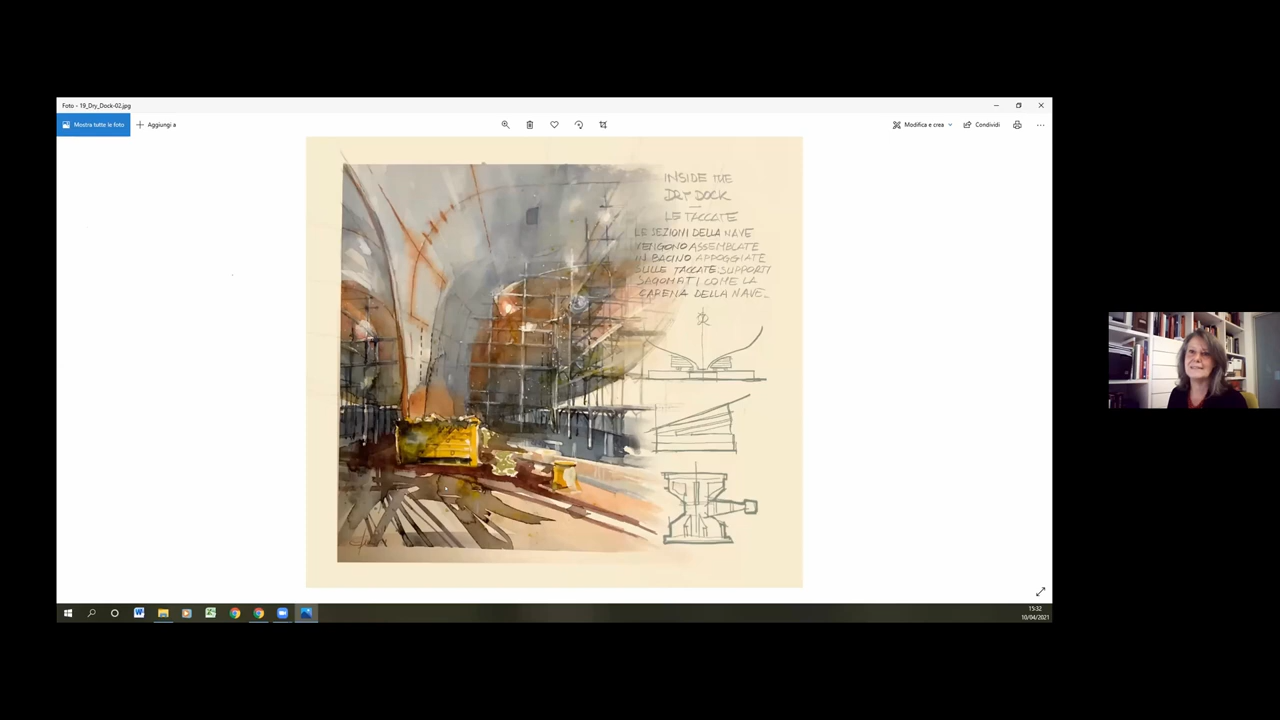 Foto - 19_Dry_Dock-02.jpg
Mostra tutte le foto
Aggiungi a
Modifica e crea
Condividi
INSIDE THE
DRY DOCK
LE TACCATE
LE SEZIONI DELLA NAVE
VENGONO ASSEMBLATE
IN BACINO APPOGGIATE
SULLE TACCATE: SUPPORTI
SAGOMATI COME LA
CARENA DELLA NAVE.
15:32
10/04/2021